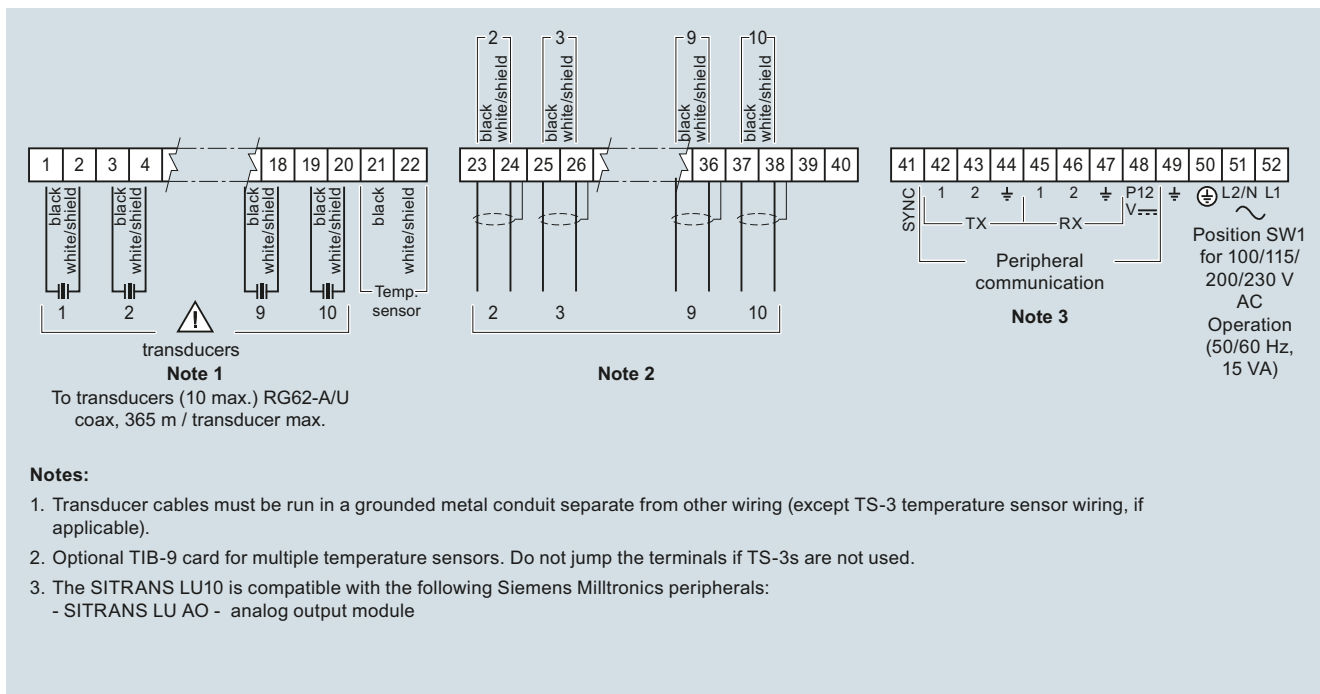 2 3 9 10
black white/shield black white/shield black white/shield black white/shield
1 2 3 4 18 19 20 21 22
23 24 25 26 36 37 38 39 40
41 42 43 44 45 46 47 48 49 50 51 52
black white/shield black white/shield black white/shield black white/shield black white/shield
SYNC 1 2 1 2 P12 L2/N L1
V
TX RX
Temp.
sensor
1 2 9 10
transducers
Note 1
To transducers (10 max.) RG62-A/U
coax, 365 m / transducer max.
2 3 9 10
Note 2
Peripheral
communication
Note 3
Position SW1
for 100/115/
200/230 V
AC
Operation
(50/60 Hz,
15 VA)
Notes:
1. Transducer cables must be run in a grounded metal conduit separate from other wiring (except TS-3 temperature sensor wiring, if
applicable).
2. Optional TIB-9 card for multiple temperature sensors. Do not jump the terminals if TS-3s are not used.
3. The SITRANS LU10 is compatible with the following Siemens Milltronics peripherals:
- SITRANS LU AO - analog output module